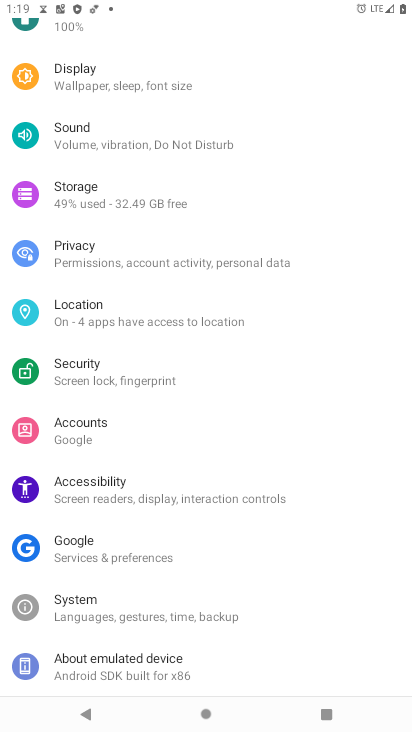 1:19
LTE
100%
Display
Wallpaper, sleep, font size
Sound
Volume, vibration, Do Not Disturb
Storage
49% used - 32.49 GB free
Privacy
Permissions, account activity, personal data
Location
On - 4 apps have access to location
Security
Screen lock, fingerprint
Accounts
Google
Accessibility
Screen readers, display, interaction controls
Google
Services & preferences
System
Languages, gestures, time, backup
About emulated device
Android SDK built for x86